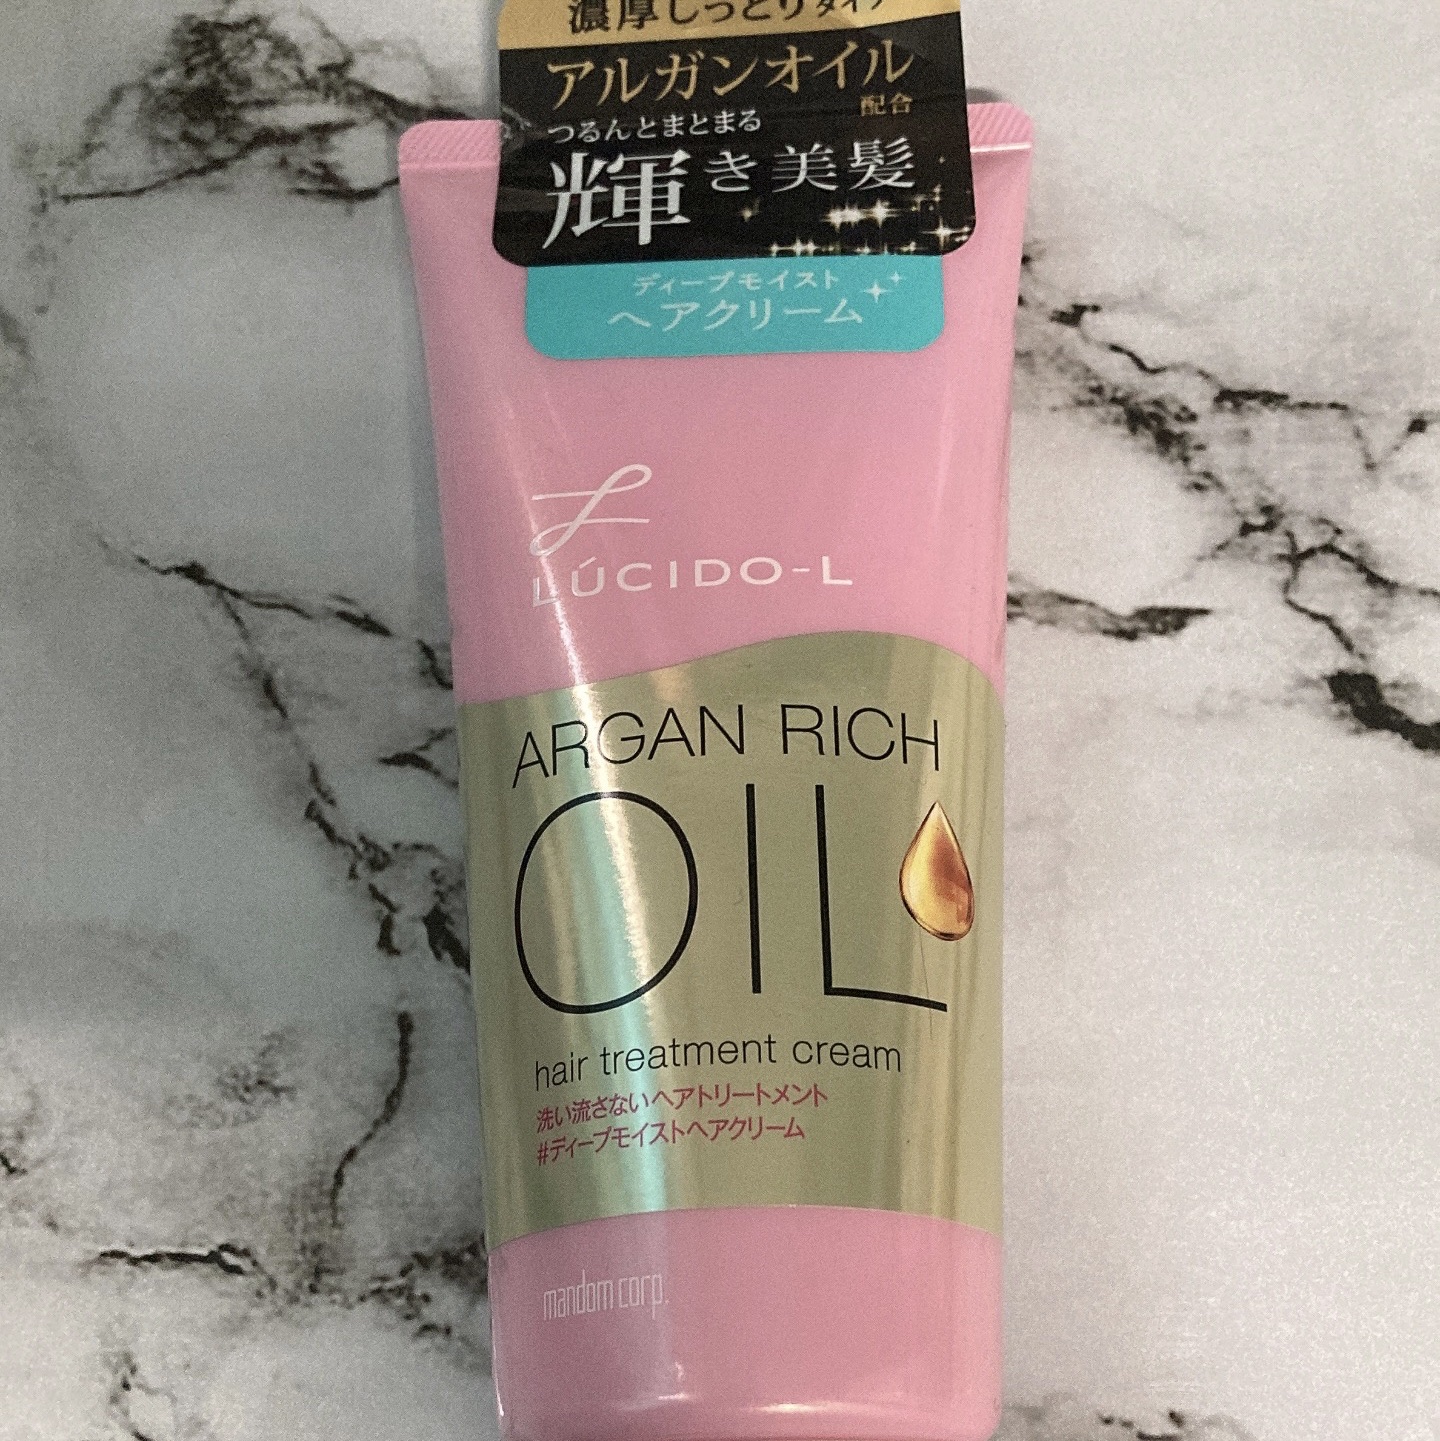 濃厚しっとりタイプ
アルガンオイル
配合
つるんとまとまる
輝き美髪
ディープモイスト
ヘアクリーム
L
LÚCIDO-L
ARGAN RICH
OIL
hair treatment cream
洗い流さないヘアトリートメント
#ディープモイストヘアクリーム
mandom corp.